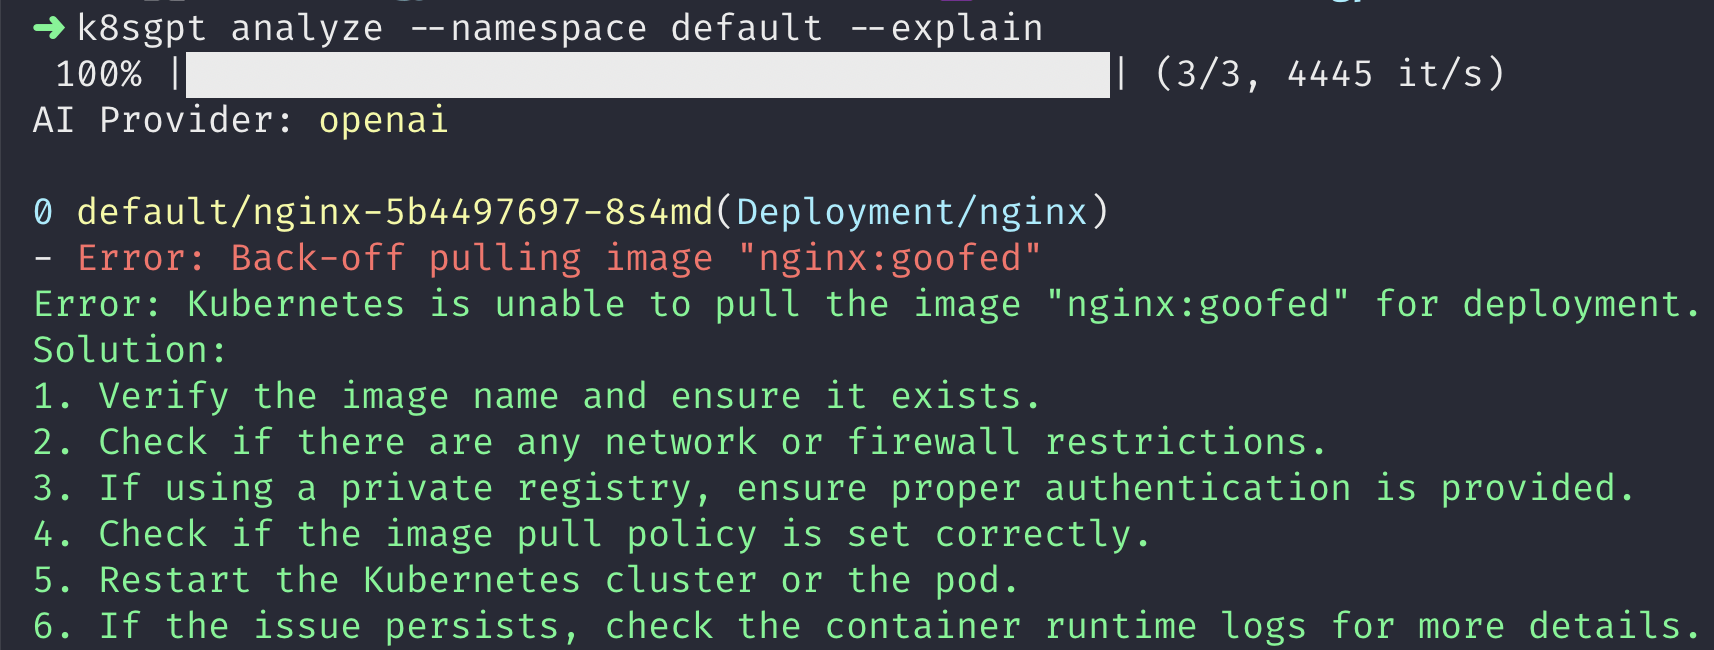 ➜ k8sgpt analyze --namespace default --explain
100% | | (3/3, 4445 it/s)
AI Provider: openai
0 default/nginx-5b4497697-8s4md(Deployment/nginx)
- Error: Back-off pulling image "nginx:goofed"
Error: Kubernetes is unable to pull the image "nginx:goofed" for deployment.
Solution:
1. Verify the image name and ensure it exists.
2. Check if there are any network or firewall restrictions.
3. If using a private registry, ensure proper authentication is provided.
4. Check if the image pull policy is set correctly.
5. Restart the Kubernetes cluster or the pod.
6. If the issue persists, check the container runtime logs for more details.